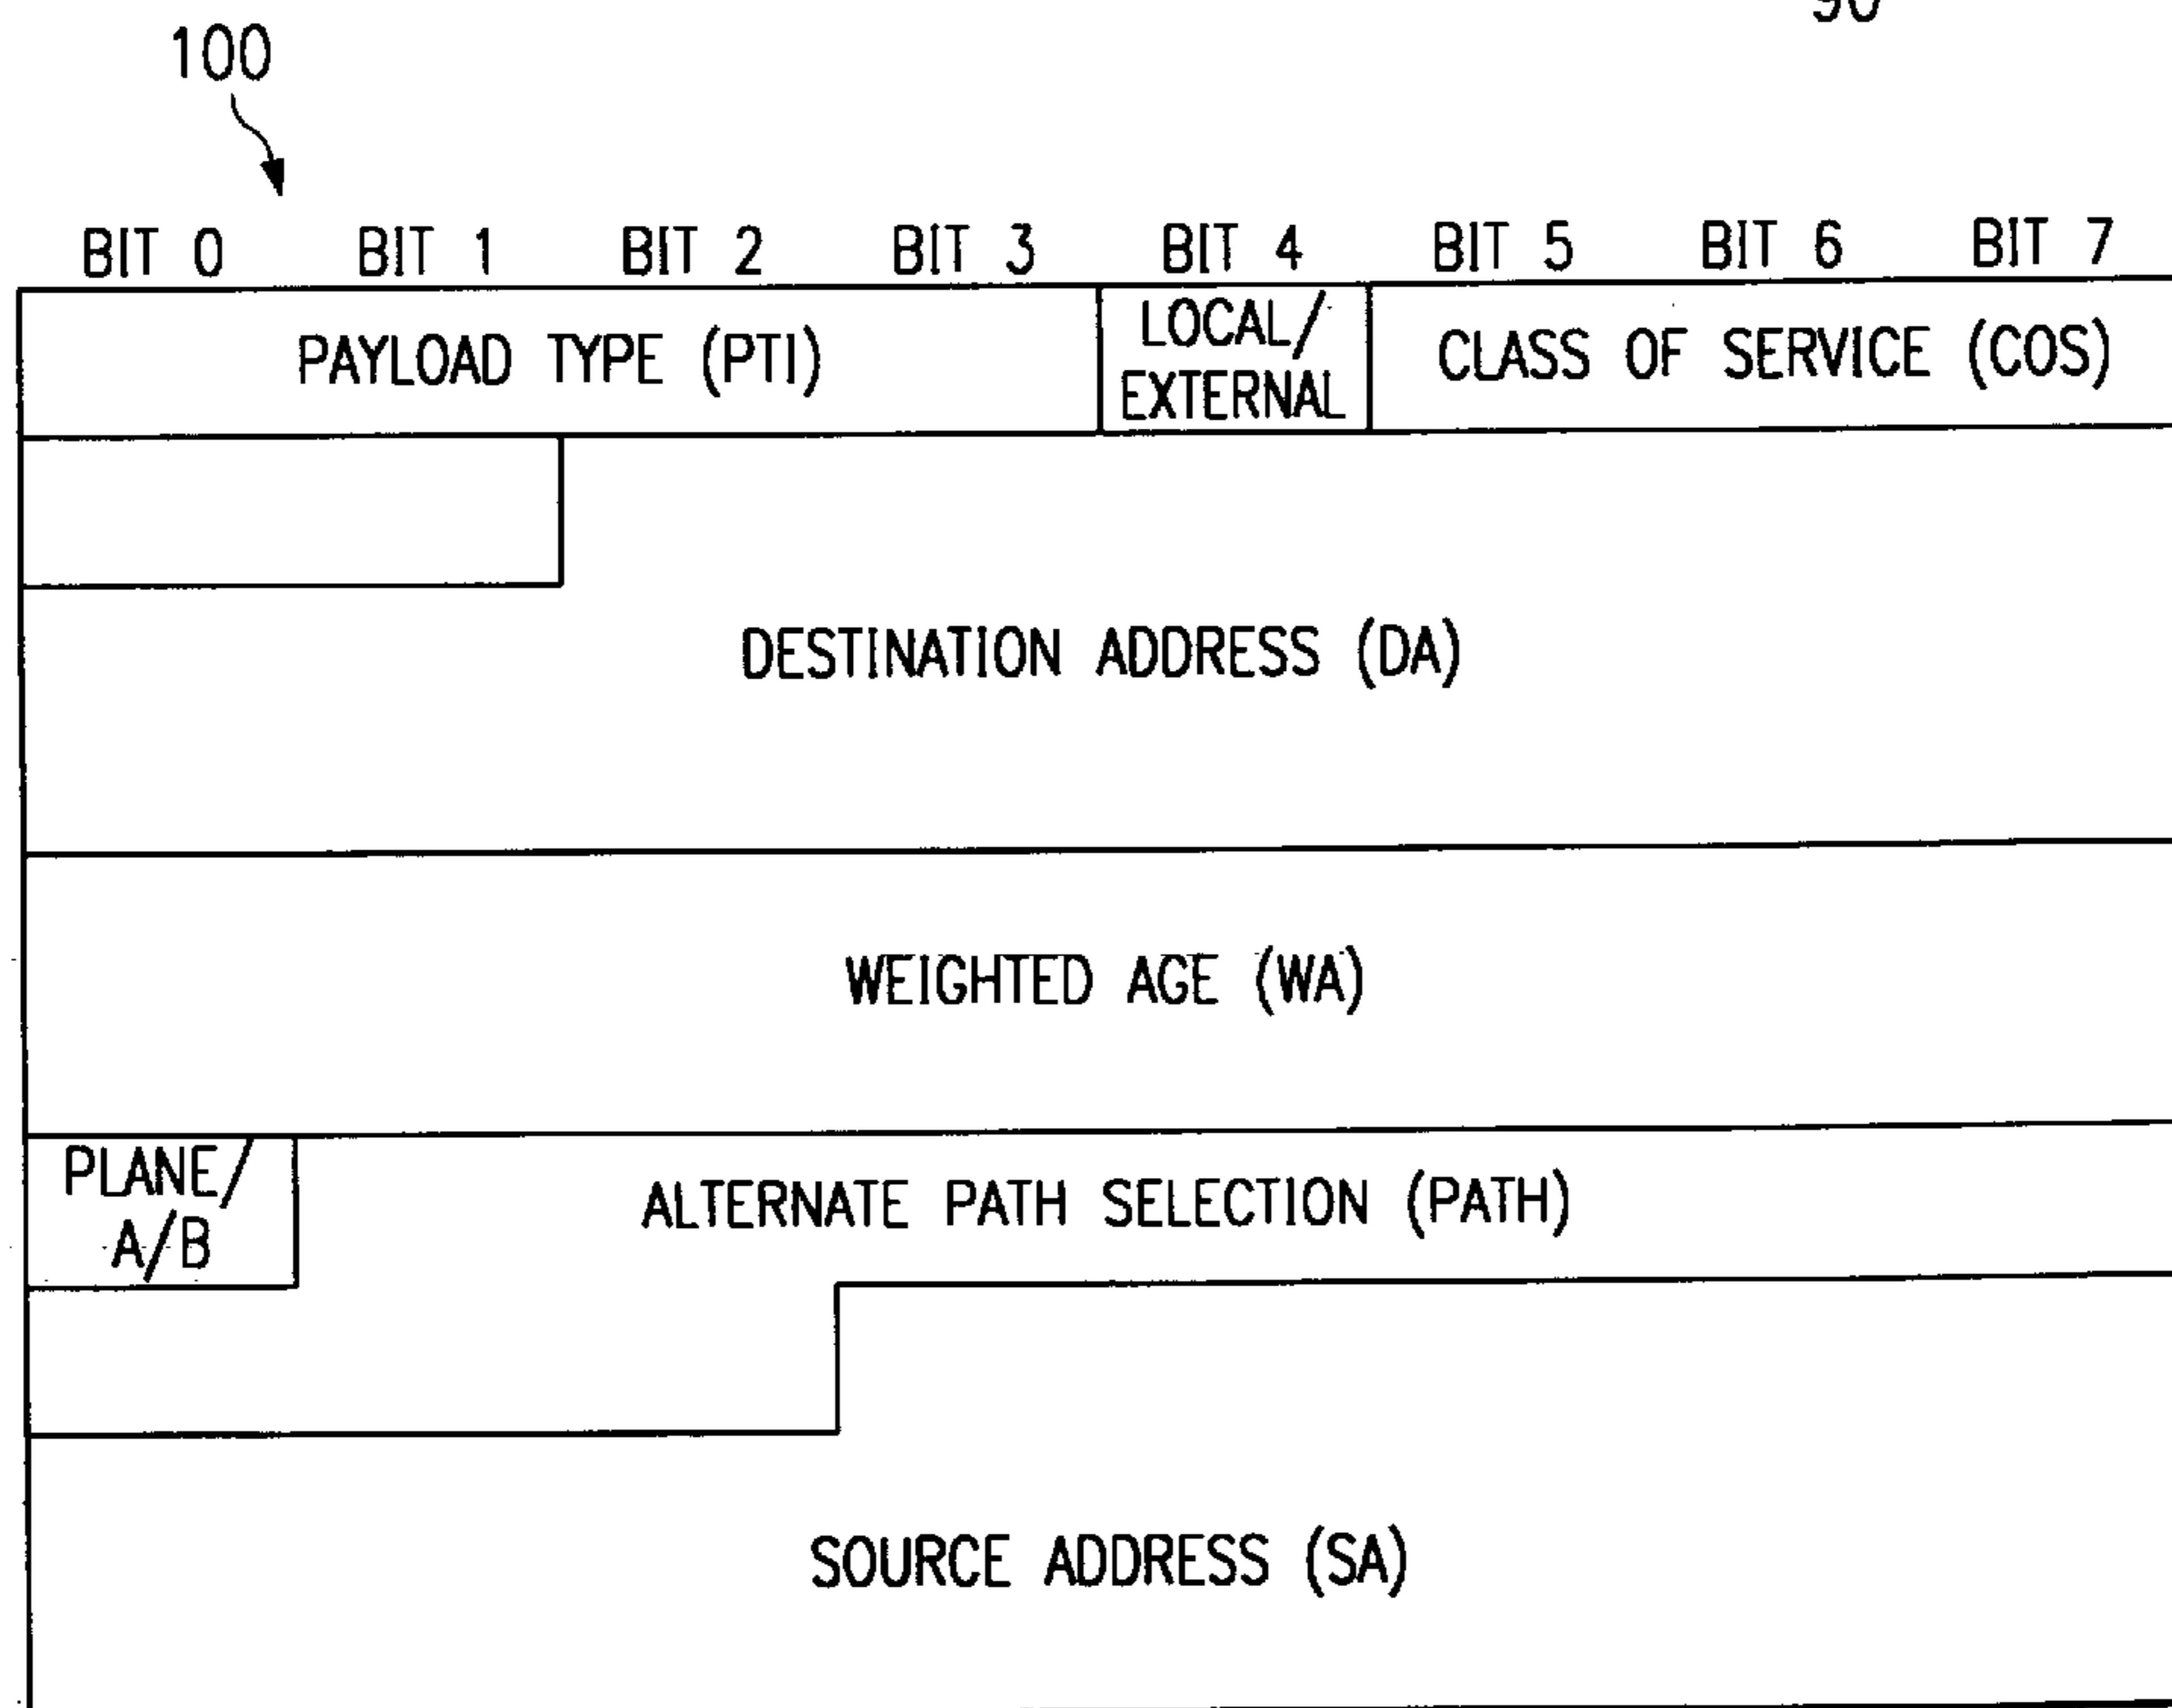 100
BIT 0 BIT 1 BIT 2 BIT 3 BIT 4 BIT 5 BIT 6 BIT 7
PAYLOAD TYPE (PTI)
LOCAL/
EXTERNAL
CLASS OF SERVICE (COS)
DESTINATION ADDRESS (DA)
WEIGHTED AGE (WA)
PLANE/
A/B
ALTERNATE PATH SELECTION (PATH)
SOURCE ADDRESS (SA)